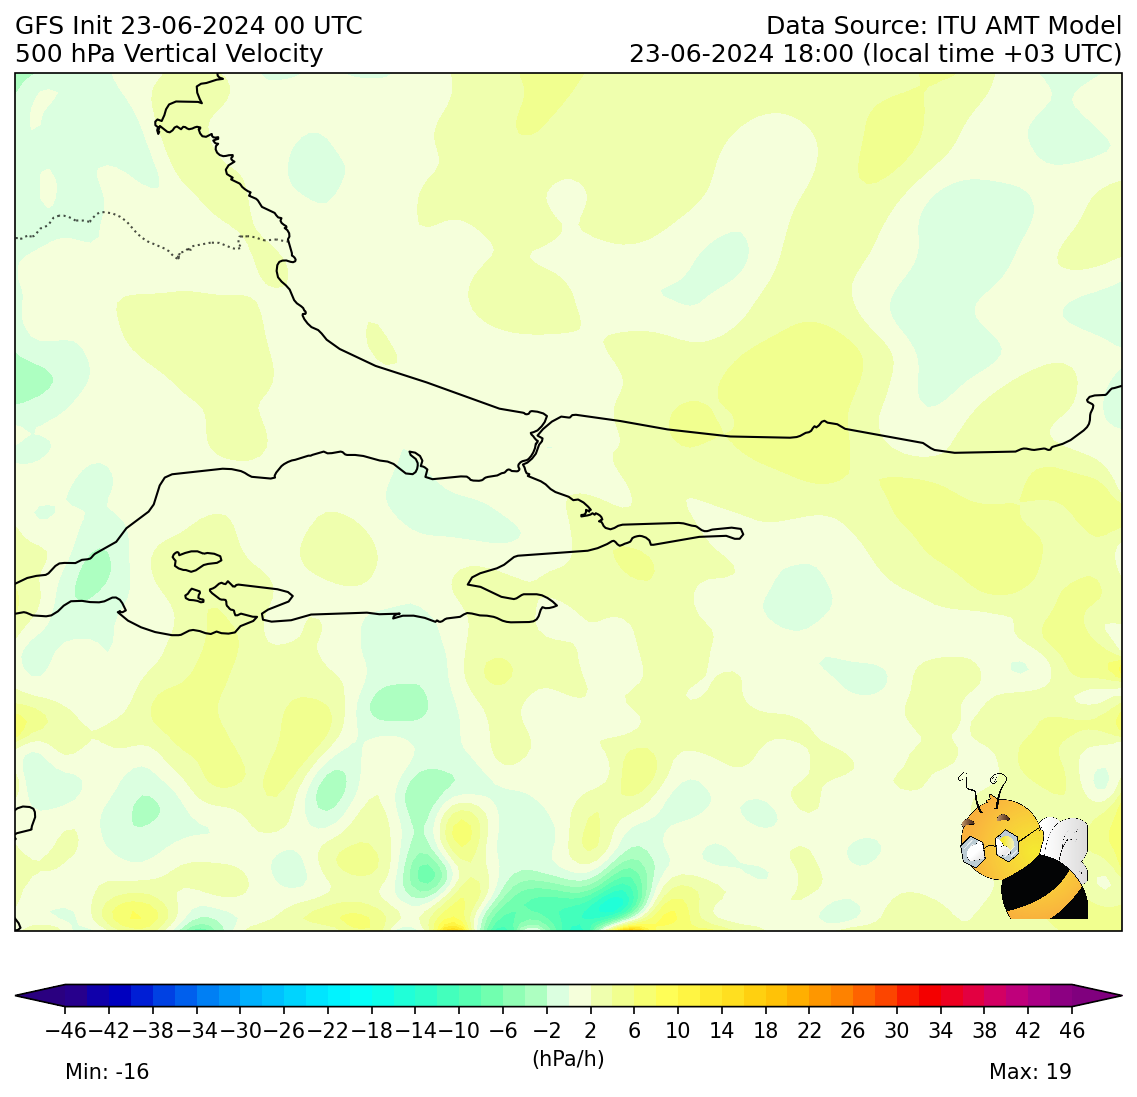 GFS Init 23-06-2024 00 UTC
Data Source: ITU AMT Model
500 hPa Vertical Velocity
23-06-2024 18:00 (local time +03 UTC)
−46 −42 −38 −34 −30 −26 −22 −18 −14 −10 −6 −2 2 6 10 14 18 22 26 30 34 38 42 46
(hPa/h)
Min: -16
Max: 19